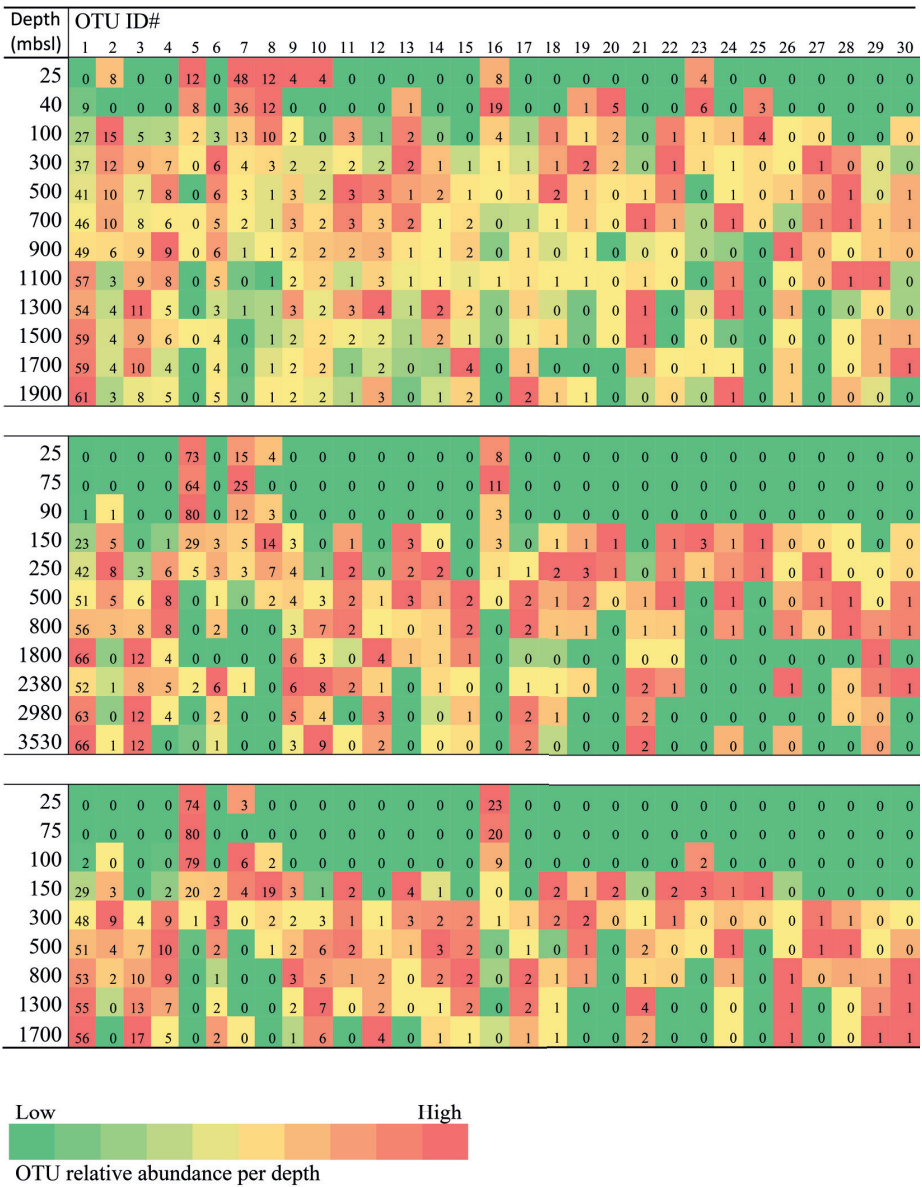 Depth OTU ID#
(mbsl) 1 2 3 4 5 6 7 8 9 10 11 12 13 14 15 16 17 18 19 20 21 22 23 24 25 26 27 28 29 30
25 0 8 0 0 12 0 48 12 4 4 0 0 0 0 0 8 0 0 0 0 0 0 4 0 0 0 0 0 0 0
40 9 0 0 0 8 0 36 12 0 0 0 0 1 0 0 19 0 0 1 5 0 0 6 0 3 0 0 0 0 0
100 27 15 5 3 2 3 13 10 2 0 3 1 2 0 0 4 1 1 1 2 0 1 1 1 4 0 0 0 0 0
300 37 12 9 7 0 6 4 3 2 2 2 2 2 1 1 1 1 1 2 2 0 1 1 1 0 0 1 0 0 0
500 41 10 7 8 0 6 3 1 3 2 3 3 1 2 1 0 1 2 1 0 1 1 0 1 0 1 0 1 0 1
700 46 10 8 6 0 5 2 1 3 2 3 3 2 1 2 0 1 1 1 0 1 1 0 1 0 0 1 1 1 1
900 49 6 9 9 0 6 1 1 2 2 2 3 1 1 2 0 1 1 0 0 0 0 0 0 0 1 0 0 1 0
1100 57 3 9 8 0 5 0 1 2 2 1 3 1 1 1 1 1 1 1 0 1 0 0 1 0 0 0 1 1 0
1300 54 4 11 5 0 3 1 1 3 2 3 4 1 2 2 0 1 0 0 0 1 0 0 1 0 1 0 0 0 0
1500 59 4 9 6 0 4 0 1 2 2 2 2 1 2 1 0 1 1 0 0 1 0 0 0 0 0 0 0 1 1
1700 59 4 10 4 0 4 0 1 2 2 1 2 0 1 4 0 1 0 0 0 1 0 1 1 0 1 0 0 1 1
1900 61 3 8 5 0 5 0 1 2 2 1 3 0 1 2 0 2 1 1 0 0 0 0 1 0 1 0 0 0 0
25 0 0 0 0 73 0 15 4 0 0 0 0 0 0 0 8 0 0 0 0 0 0 0 0 0 0 0 0 0 0
75 0 0 0 0 64 0 25 0 0 0 0 0 0 0 0 11 0 0 0 0 0 0 0 0 0 0 0 0 0 0
90 1 1 0 0 80 0 12 3 0 0 0 0 0 0 0 3 0 0 0 0 0 0 0 0 0 0 0 0 0 0
150 23 5 0 1 29 3 5 14 3 0 1 0 3 0 0 3 0 1 1 1 0 1 3 1 1 0 0 0 0 0
250 42 8 3 6 5 3 3 7 4 1 2 0 2 2 0 1 1 2 3 1 0 1 1 1 1 0 1 0 0 0
500 51 5 6 8 0 1 0 2 4 3 2 1 3 1 2 0 2 1 2 0 1 1 0 1 0 0 1 1 0 1
800 56 3 8 8 0 2 0 0 3 7 2 1 0 1 2 0 2 1 1 0 1 1 0 1 0 1 0 1 1 1
1800 66 0 12 4 0 0 0 0 6 3 0 4 1 1 1 0 0 0 0 0 0 0 0 0 0 0 0 0 1 0
2380 52 1 8 5 2 6 1 0 6 8 2 1 0 1 0 0 1 1 0 0 2 1 0 0 0 1 0 0 1 1
2980 63 0 12 4 0 2 0 0 5 4 0 3 0 0 1 0 2 1 0 0 2 0 0 0 0 0 0 0 0 0
3530 66 1 12 0 0 1 0 0 3 9 0 2 0 0 0 0 2 0 0 0 2 0 0 0 0 0 0 0 0 0
25 0 0 0 0 74 0 3 0 0 0 0 0 0 0 0 23 0 0 0 0 0 0 0 0 0 0 0 0 0 0
75 0 0 0 0 80 0 0 0 0 0 0 0 0 0 0 20 0 0 0 0 0 0 0 0 0 0 0 0 0 0
100 2 0 0 0 79 0 6 2 0 0 0 0 0 0 0 9 0 0 0 0 0 0 2 0 0 0 0 0 0 0
150 29 3 0 2 20 2 4 19 3 1 2 0 4 1 0 0 0 2 1 2 0 2 3 1 1 0 0 0 0 0
300 48 9 4 9 1 3 0 2 2 3 1 1 3 2 2 1 1 2 2 0 1 1 0 0 0 0 1 1 0 0
500 51 4 7 10 0 2 0 1 2 6 2 1 1 3 2 0 1 0 1 0 2 0 0 1 0 0 1 1 0 0
800 53 2 10 9 0 1 0 0 3 5 1 2 0 2 2 0 2 1 1 0 1 0 0 1 0 1 0 1 1 1
1300 55 0 13 7 0 2 0 0 2 7 0 2 0 1 2 0 2 1 0 0 4 0 0 0 0 1 0 0 1 1
1700 56 0 17 5 0 2 0 0 1 6 0 4 0 1 1 0 1 1 0 0 2 0 0 0 0 1 0 0 1 1
Low High
OTU relative abundance per depth